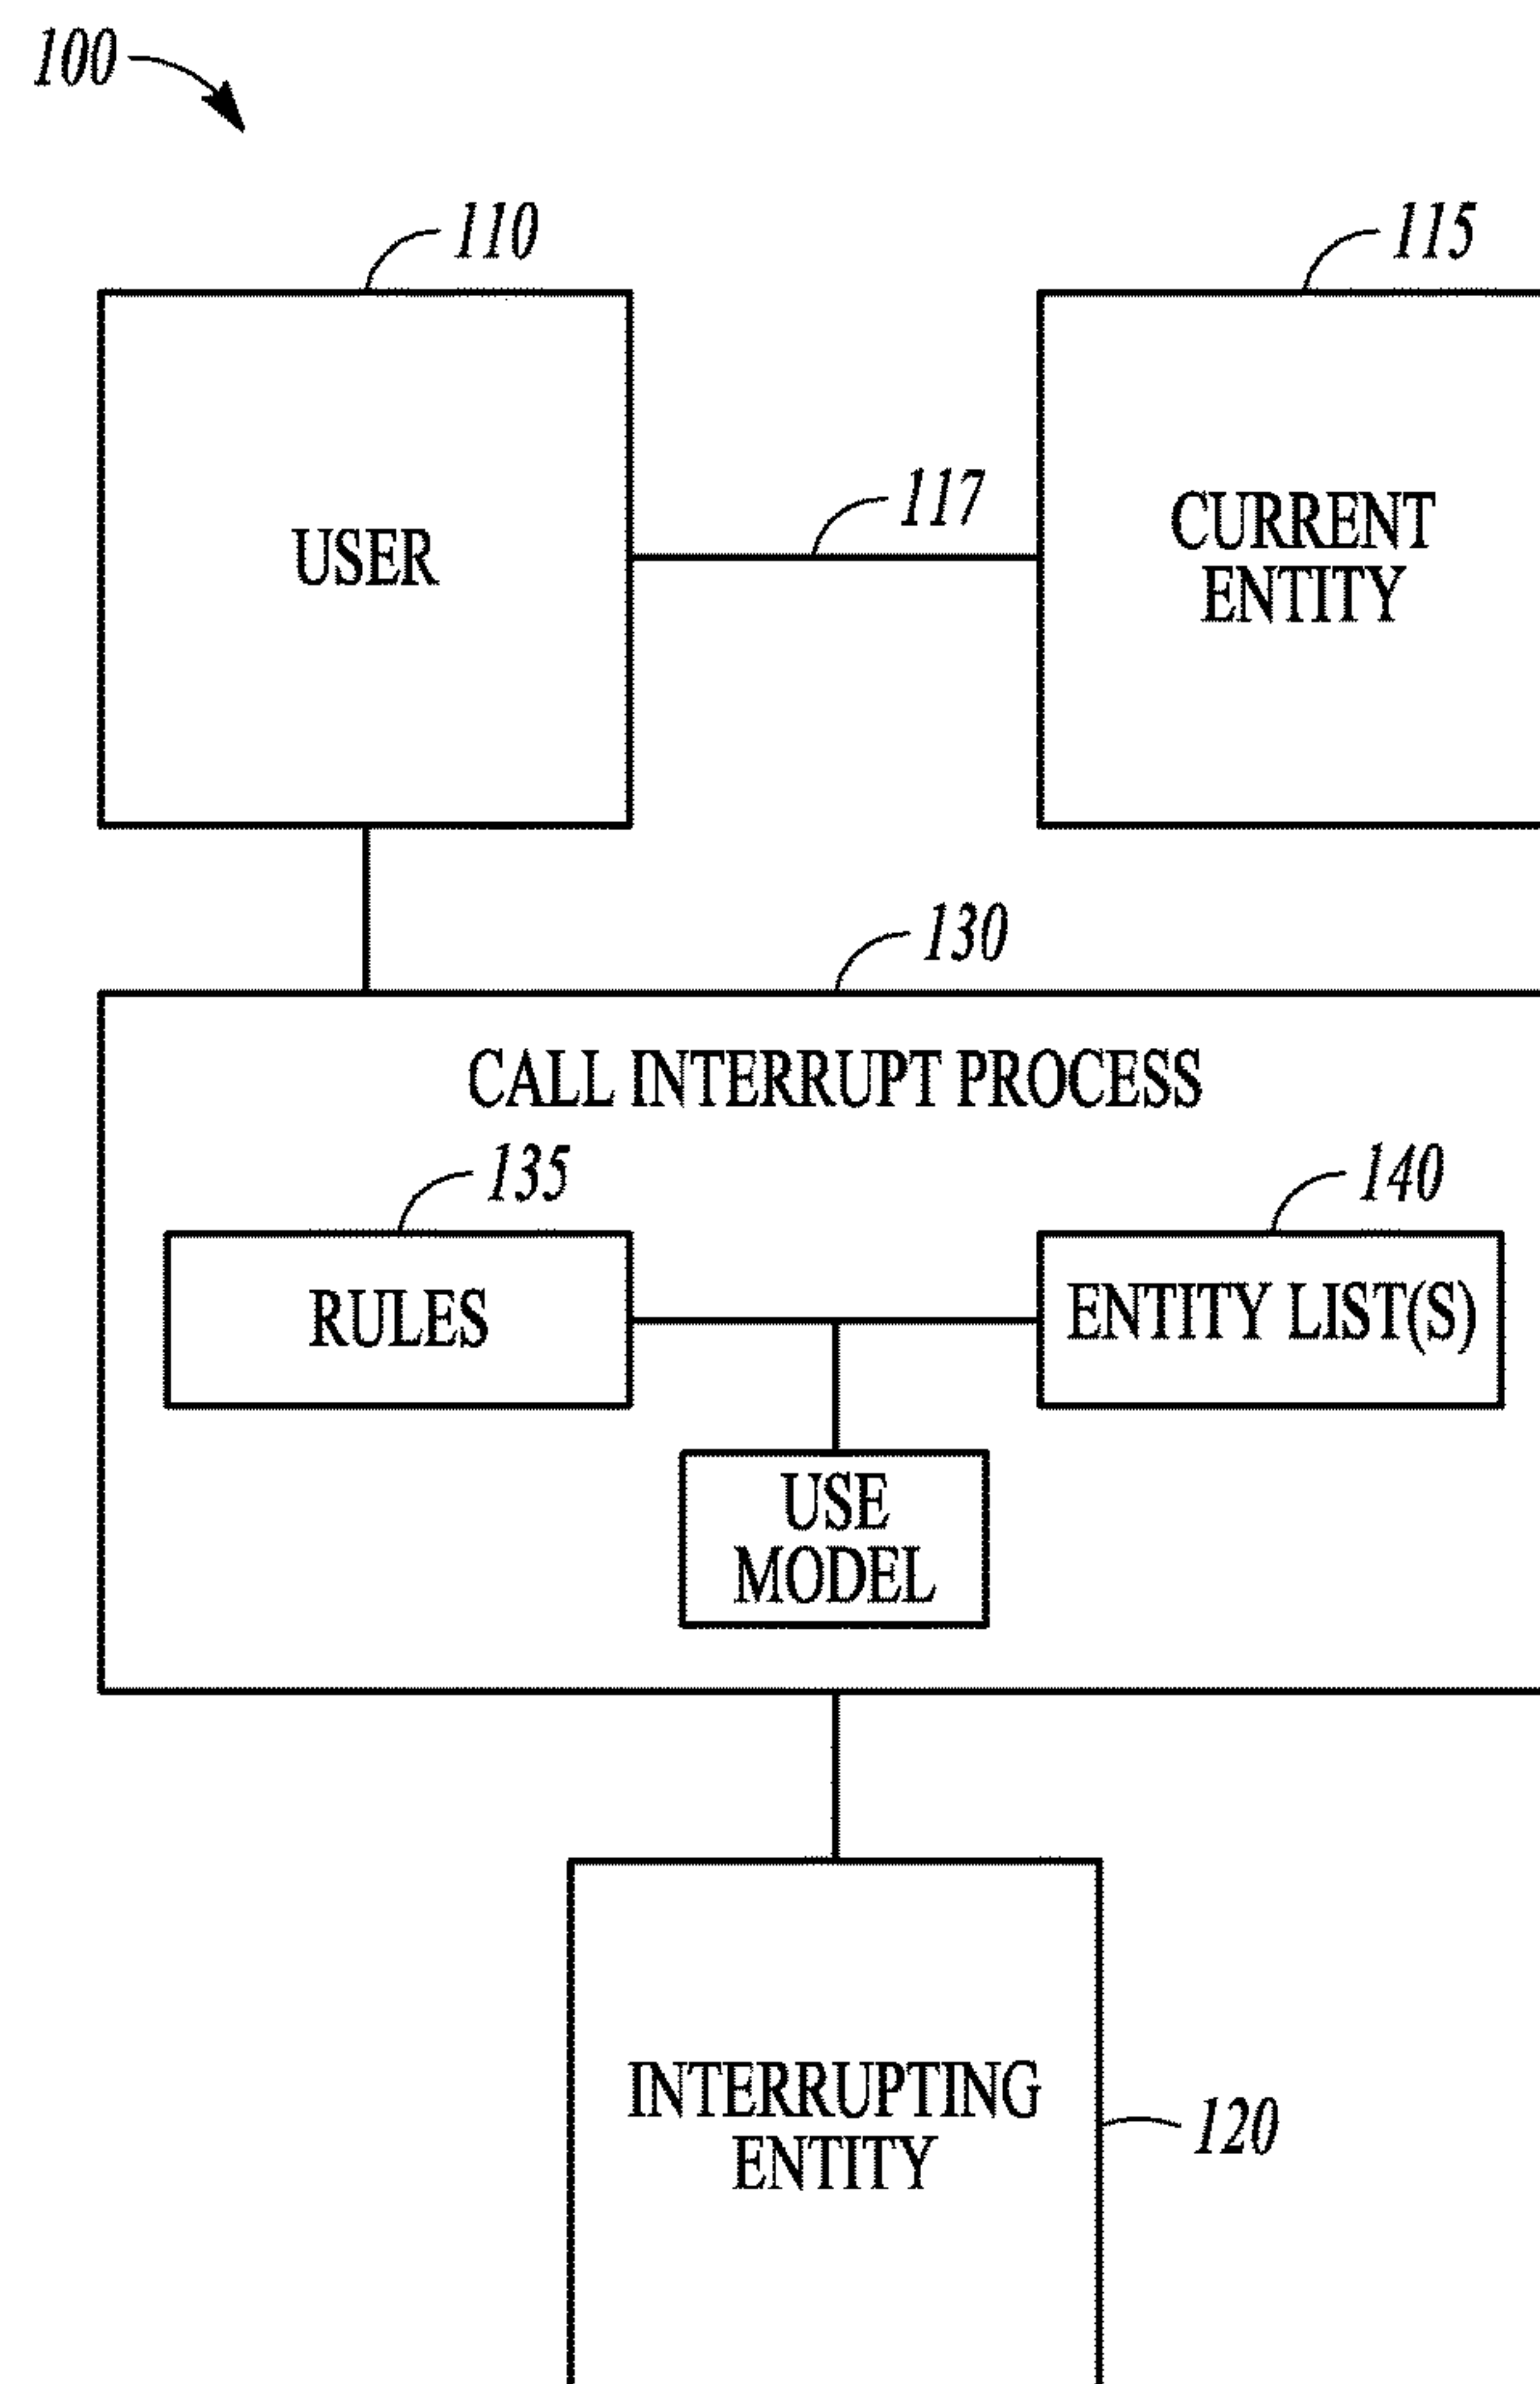 100
110
115
USER
117
CURRENT
ENTITY
130
CALL INTERRUPT PROCESS
135
140
RULES
ENTITY LIST(S)
USE
MODEL
INTERRUPTING
ENTITY
120